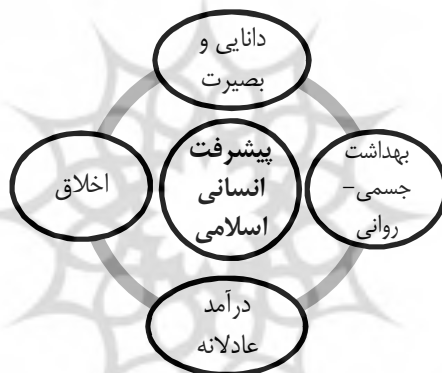 دانایی و
بصیرت
بهداشت
جسمی-
روانی
پیشرفت
انسانی
اسلامی
اخلاق
درآمد
عادلانه